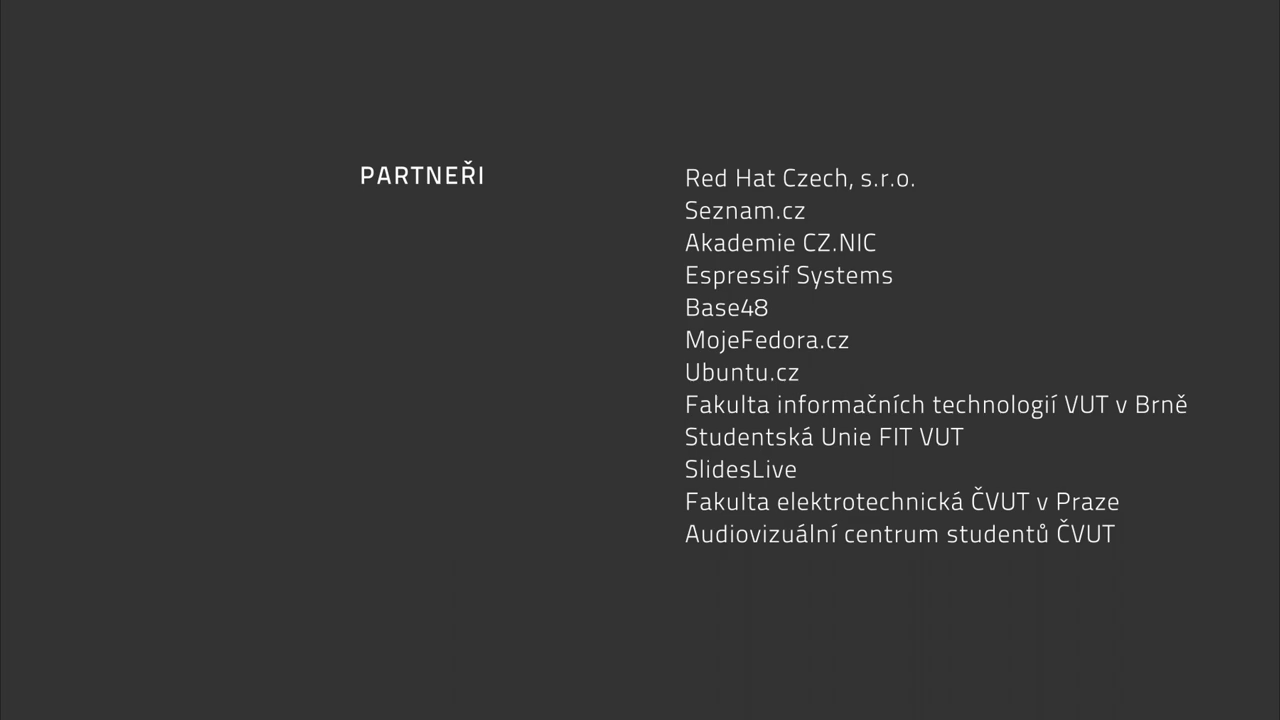 PARTNEŘI
Red Hat Czech, s.r.o.
Seznam.cz
Akademie CZ.NIC
Espressif Systems
Base48
MojeFedora.cz
Ubuntu.cz
Fakulta informačních technologií VUT v Brně
Studentská Unie FIT VUT
SlidesLive
Fakulta elektrotechnická ČVUT v Praze
Audiovizuální centrum studentů ČVUT